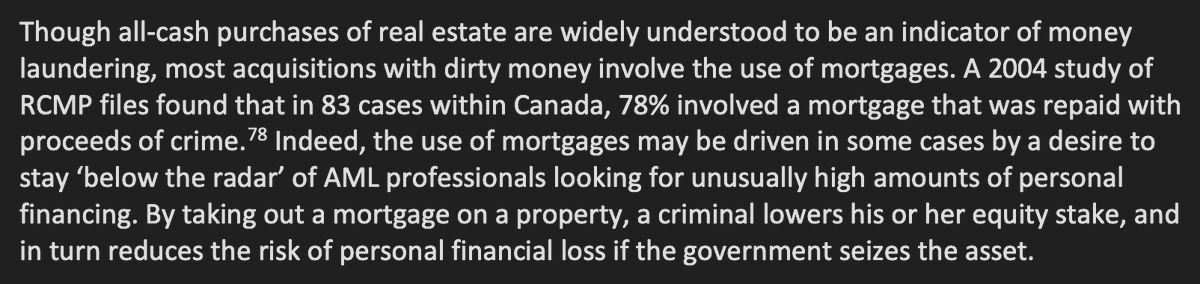 Though all-cash purchases of real estate are widely understood to be an indicator of money
laundering, most acquisitions with dirty money involve the use of mortgages. A 2004 study of
RCMP files found that in 83 cases within Canada, 78% involved a mortgage that was repaid with
proceeds of crime.78 Indeed, the use of mortgages may be driven in some cases by a desire to
stay ‘below the radar’ of AML professionals looking for unusually high amounts of personal
financing. By taking out a mortgage on a property, a criminal lowers his or her equity stake, and
in turn reduces the risk of personal financial loss if the government seizes the asset.